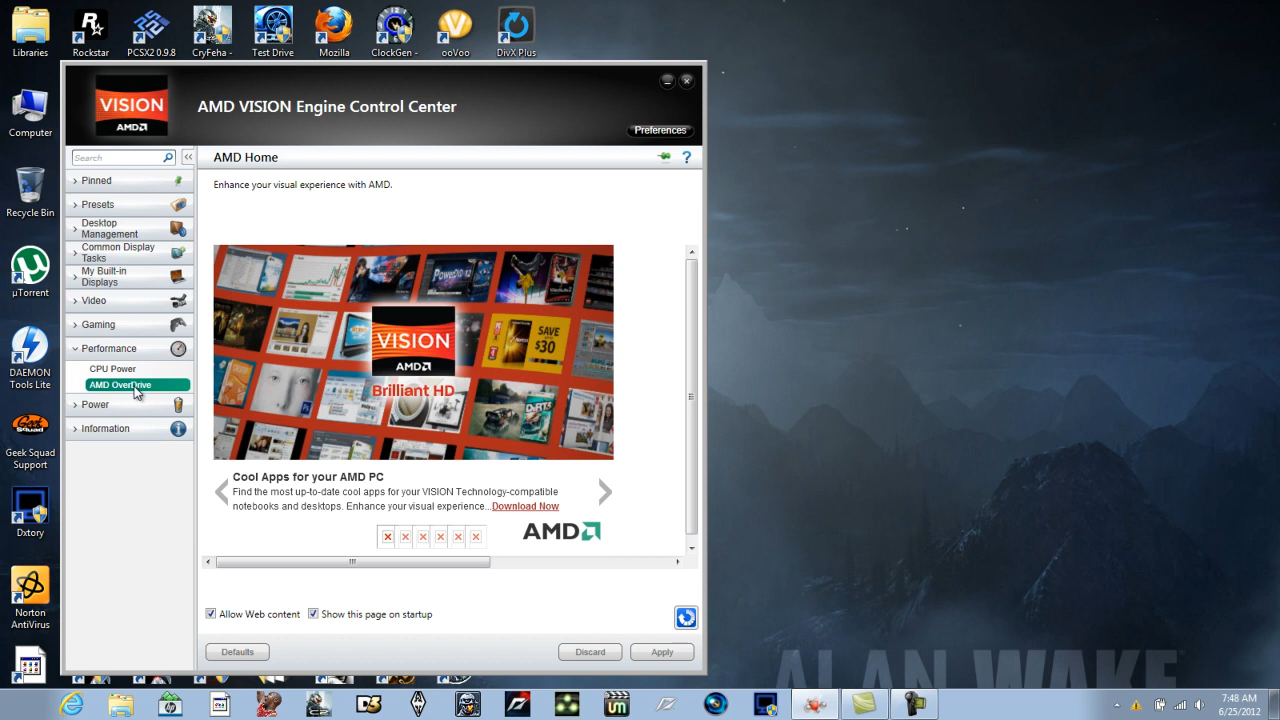 Libraries
Rockstar
PCSX2 0.9.8
CryFeha -
Test Drive
Mozilla
ClockGen -
ooVoo
DivX Plus
Computer
Recycle Bin
µTorrent
DAEMON
Tools Lite
Geek Squad
Geek Squad
Support
Dxtory
Norton
AntiVirus
VISION
AMD
AMD VISION Engine Control Center
Preferences
Search
AMD Home
?
Pinned
Presets
Desktop
Management
Common Display
Tasks
My Built-in
Displays
Video
Gaming
Performance
CPU Power
AMD OverDrive
Power
Information
Enhance your visual experience with AMD.
PowerDVD 12
SAVE
$30
DiRT3
VISION
AMD
Brilliant HD
Cool Apps for your AMD PC
Find the most up-to-date cool apps for your VISION Technology-compatible
notebooks and desktops. Enhance your visual experience...Download Now
AMD
Allow Web content
Show this page on startup
Defaults
Discard
Apply
ALAN WAKE
7:48 AM
6/25/2012